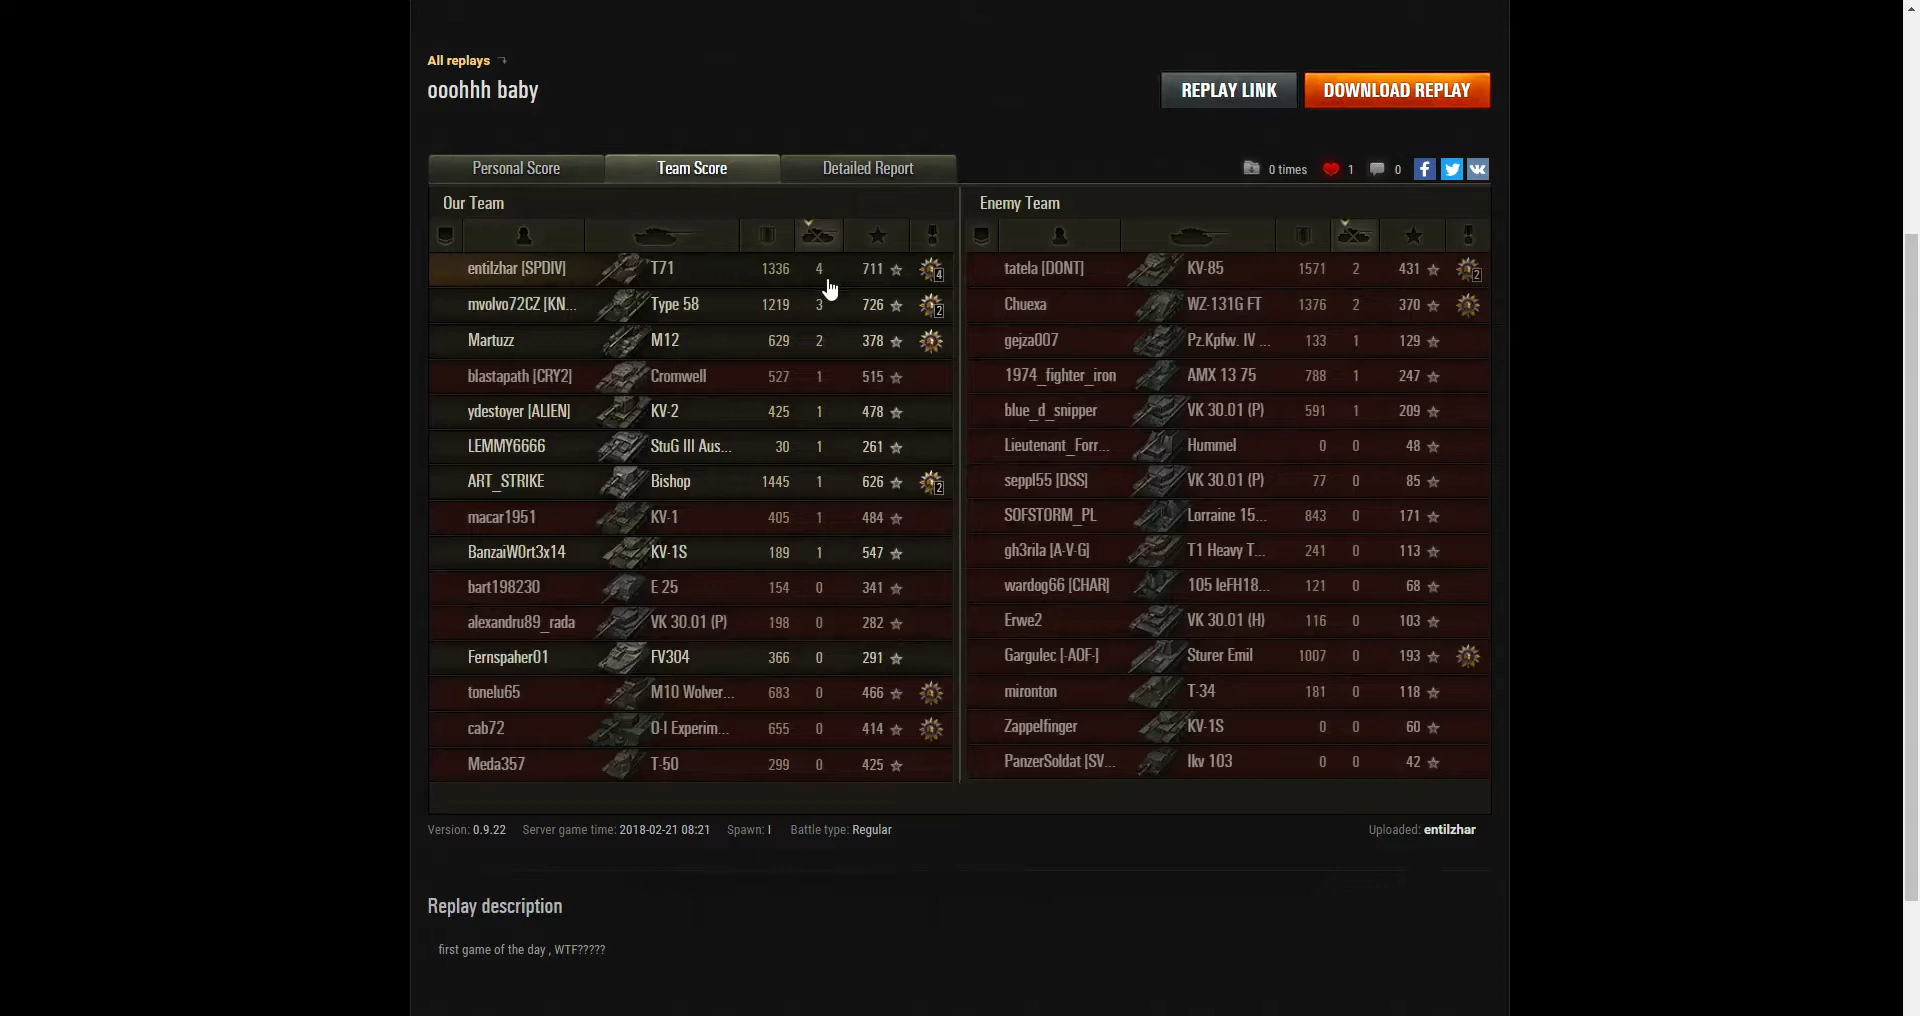 All replays
ooohhh baby
REPLAY LINK
DOWNLOAD REPLAY
Personal Score
Team Score
Detailed Report
0 times
1
0
Our Team
entilzhar [SPDIV] T71 1336 4 711 4
mvolvo72CZ [KN... Type 58 1219 3 726 2
Martuzz M12 629 2 378
blastapath [CRY2] Cromwell 527 1 515
ydestoyer [ALIEN] KV-2 425 1 478
LEMMY6666 StuG III Aus... 30 1 261
ART_STRIKE Bishop 1445 1 626 2
macar1951 KV-1 405 1 484
BanzaiW0rt3x14 KV-1S 189 1 547
bart198230 E 25 154 0 341
alexandru89_rada VK 30.01 (P) 198 0 282
Fernspaher01 FV304 366 0 291
tonelu65 M10 Wolver... 683 0 466
cab72 O-I Experim... 655 0 414
Meda357 T-50 299 0 425
Enemy Team
tatela [DONT] KV-85 1571 2 431 2
Chuexa WZ-131G FT 1376 2 370
gejza007 Pz.Kpfw. IV ... 133 1 129
1974_fighter_iron AMX 13 75 788 1 247
blue_d_snipper VK 30.01 (P) 591 1 209
Lieutenant_Forr... Hummel 0 0 48
seppl55 [DSS] VK 30.01 (P) 77 0 85
SOFSTORM_PL Lorraine 15... 843 0 171
gh3rila [A-V-G] T1 Heavy T... 241 0 113
wardog66 [CHAR] 105 leFH18... 121 0 68
Erwe2 VK 30.01 (H) 116 0 103
Gargulec [-AOF-] Sturer Emil 1007 0 193
mironton T-34 181 0 118
Zappelfinger KV-1S 0 0 60
PanzerSoldat [SV... Ikv 103 0 0 42
Version: 0.9.22 Server game time: 2018-02-21 08:21 Spawn: I Battle type: Regular
Uploaded: entilzhar
Replay description
first game of the day , WTF?????